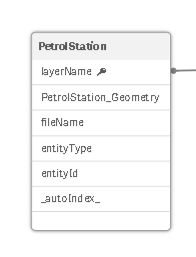 PetrolStation
layerName
PetrolStation_Geometry
fileName
entityType
entityId
_autoIndex_